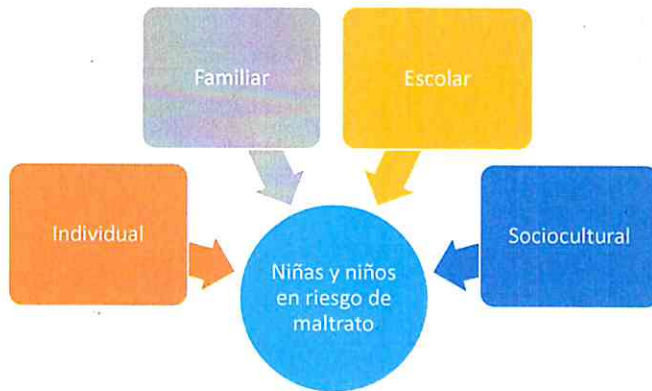 Familiar
Escolar
Individual
Sociocultural
Niñas y niños
en riesgo de
maltrato